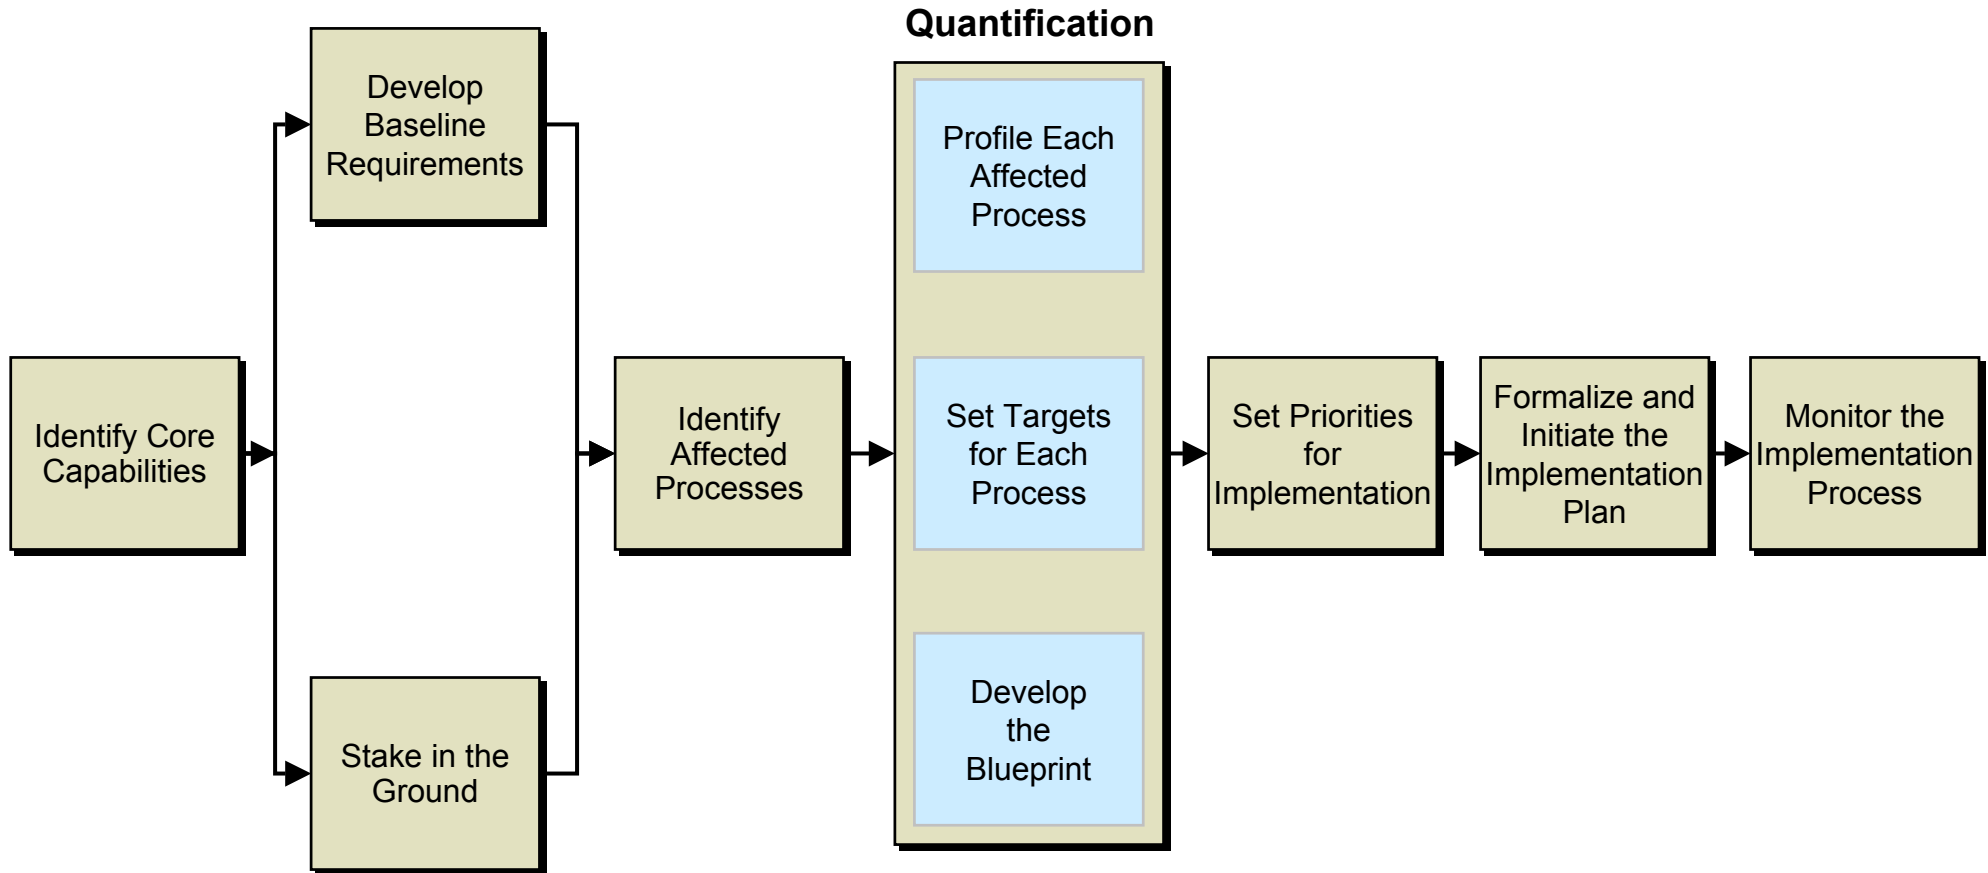 Quantification
Develop
Baseline
Requirements
Profile Each
Affected
Process
Identify Core
Capabilities
Identify
Affected
Processes
Set Targets
for Each
Process
Set Priorities
for
Implementation
Formalize and
Initiate the
Implementation
Plan
Monitor the
Implementation
Process
Stake in the
Ground
Develop
the
Blueprint